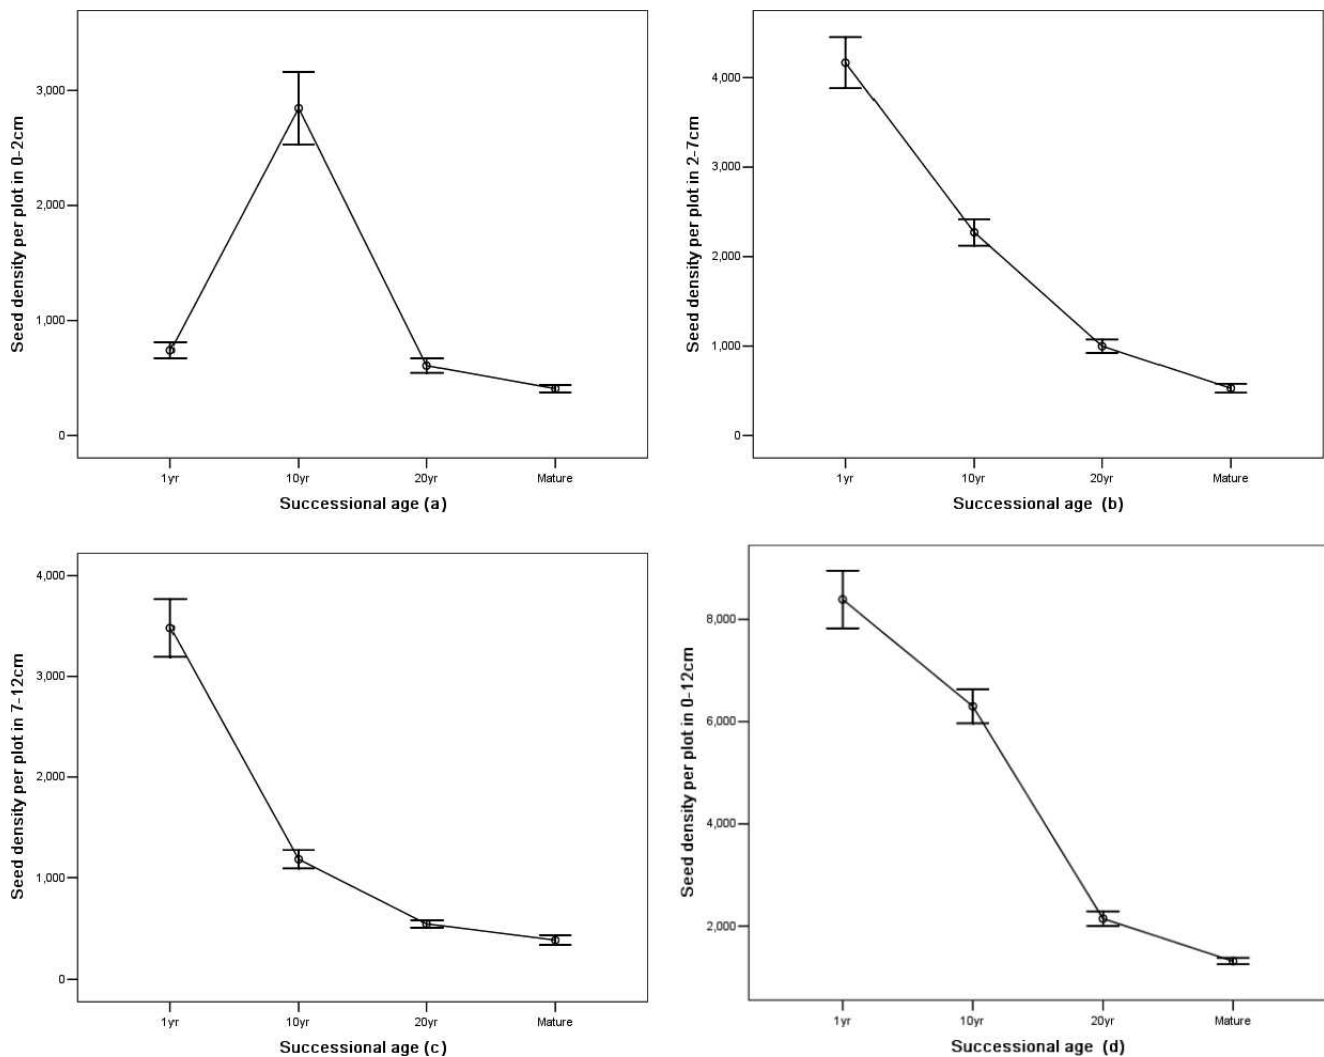 Seed density per plot in 0-2cm
3,000
2,000
1,000
0
1yr 10yr 20yr Mature
Successional age (a)
Seed density per plot in 2-7cm
4,000
3,000
2,000
1,000
0
1yr 10yr 20yr Mature
Successional age (b)
Seed density per plot in 7-12cm
4,000
3,000
2,000
1,000
0
1yr 10yr 20yr Mature
Successional age (c)
Seed density per plot in 0-12cm
8,000
6,000
4,000
2,000
1yr 10yr 20yr Mature
Successional age (d)